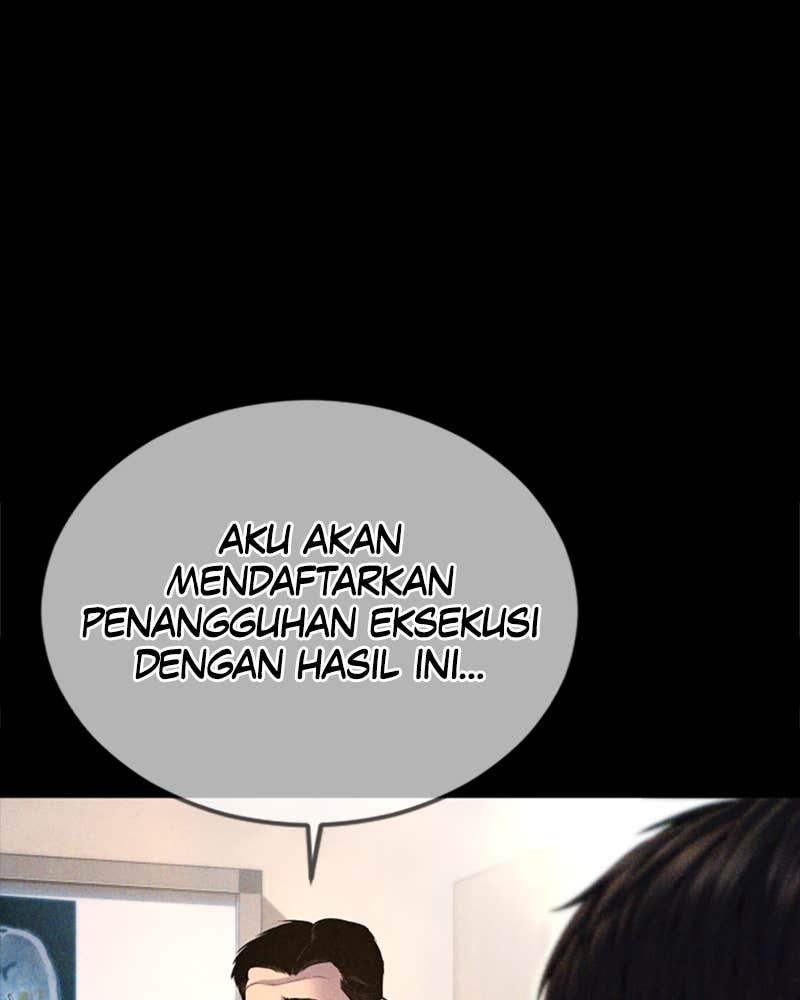 AKU AKAN
MENDAFTARKAN
PENANGGUHAN EKSEKUSI
DENGAN HASIL INI...